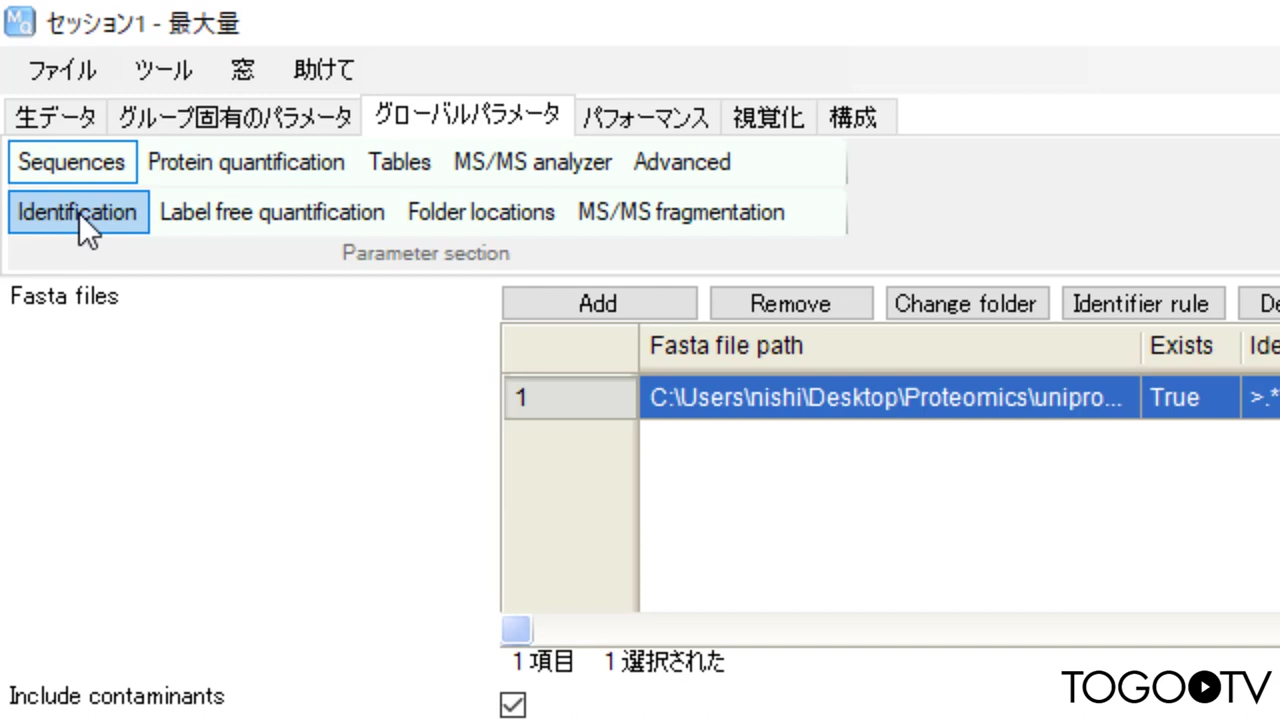 セッション1 - 最大量
ファイル ツール 窓 助けて
生データ グループ固有のパラメータ グローバルパラメータ パフォーマンス 視覚化 構成
Sequences Protein quantification Tables MS/MS analyzer Advanced
Identification Label free quantification Folder locations MS/MS fragmentation
Parameter section
Fasta files
Add Remove Change folder Identifier rule De
Fasta file path Exists Ide
1 C:\Users\nishi\Desktop\Proteomics\unipro... True >.*
1 項目 1 選択された
Include contaminants
TOGOTV